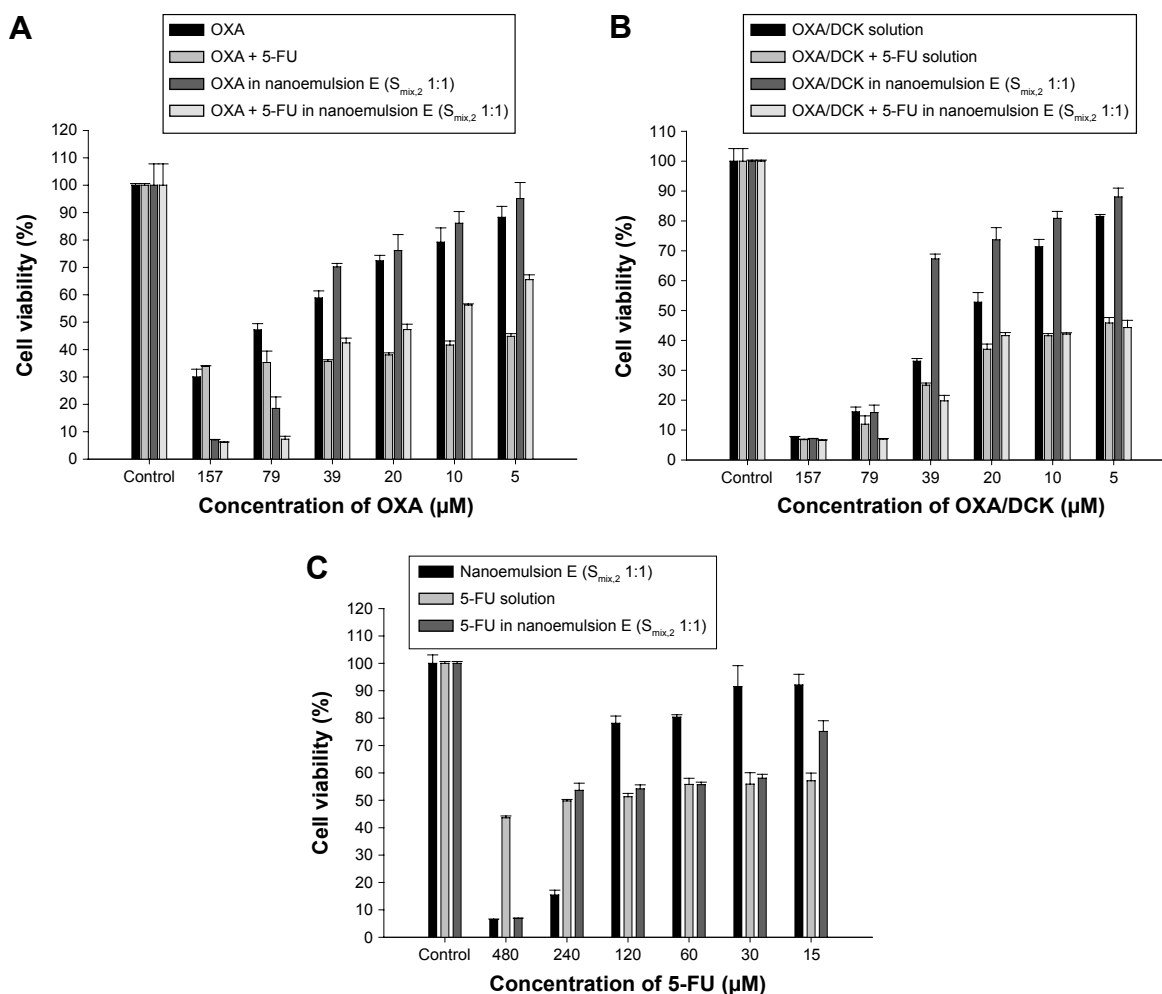 A
OXA
OXA + 5-FU
OXA in nanoemulsion E (Smix,2 1:1)
OXA + 5-FU in nanoemulsion E (Smix,2 1:1)
120
110
100
90
80
70
60
50
40
30
20
10
0
Cell viability (%)
Control 157 79 39 20 10 5
Concentration of OXA (µM)
B
OXA/DCK solution
OXA/DCK + 5-FU solution
OXA/DCK in nanoemulsion E (Smix,2 1:1)
OXA/DCK + 5-FU in nanoemulsion E (Smix,2 1:1)
110
100
90
80
70
60
50
40
30
20
10
0
Cell viability (%)
Control 157 79 39 20 10 5
Concentration of OXA/DCK (µM)
C
Nanoemulsion E (Smix,2 1:1)
5-FU solution
5-FU in nanoemulsion E (Smix,2 1:1)
120
110
100
90
80
70
60
50
40
30
20
10
0
Cell viability (%)
Control 480 240 120 60 30 15
Concentration of 5-FU (µM)